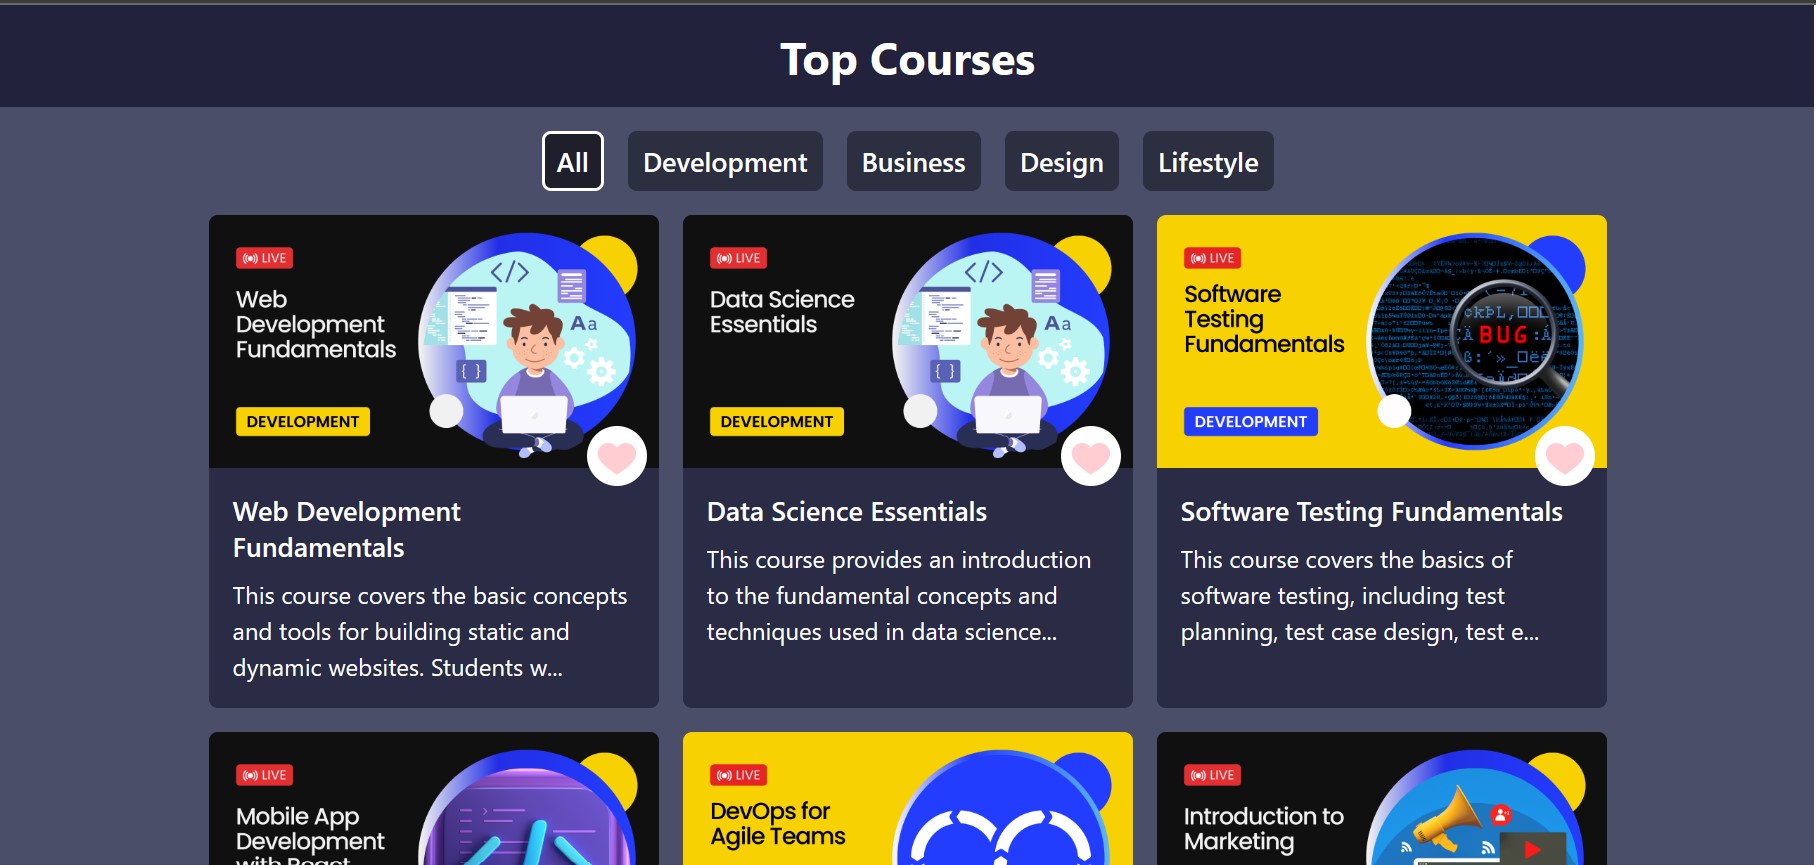 Top Courses
All
Development
Business
Design
Lifestyle
LIVE
Web
Development
Fundamentals
</>
Aa
{ }
DEVELOPMENT
Web Development
Fundamentals
This course covers the basic concepts
and tools for building static and
dynamic websites. Students w...
LIVE
Data Science
Essentials
</>
Aa
{ }
DEVELOPMENT
Data Science Essentials
This course provides an introduction
to the fundamental concepts and
techniques used in data science...
LIVE
Software
Testing
Fundamentals
BUG
DEVELOPMENT
Software Testing Fundamentals
This course covers the basics of
software testing, including test
planning, test case design, test e...
LIVE
Mobile App
Development
with React
LIVE
DevOps for
Agile Teams
LIVE
Introduction to
Marketing